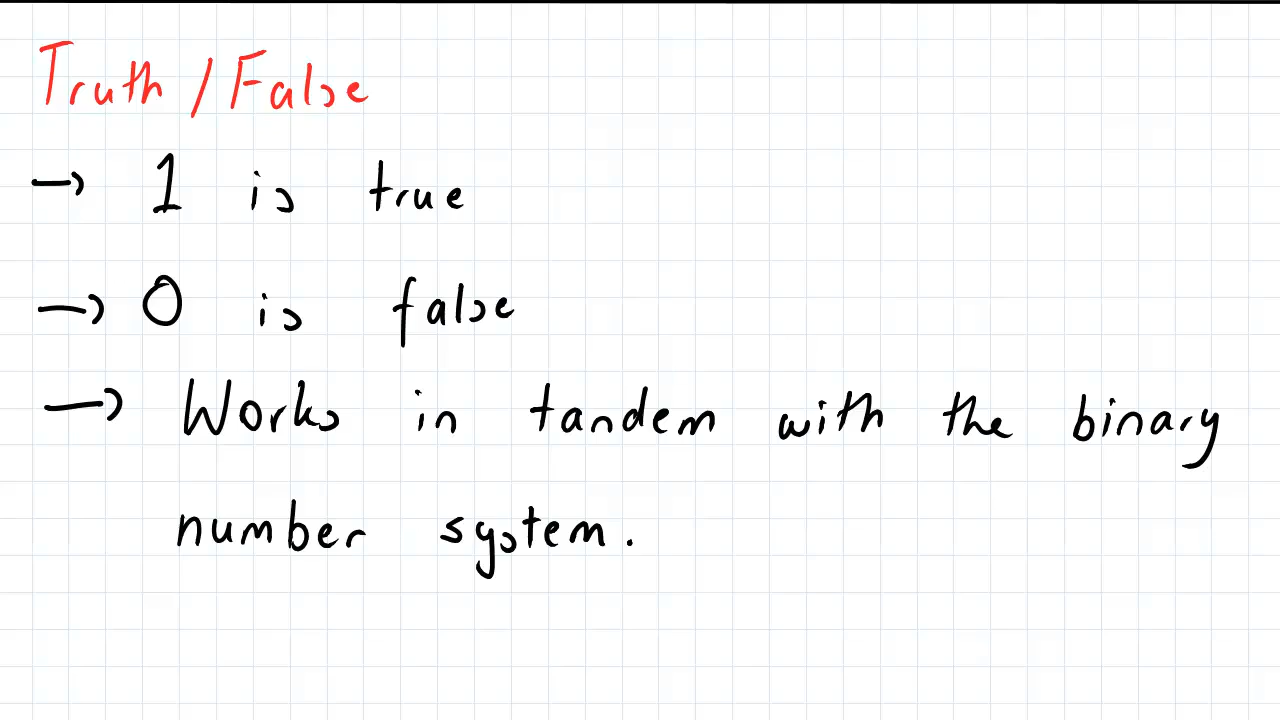 Truth / False
→ 1 is true
→ 0 is false
→ Works in tandem with the binary
number system.